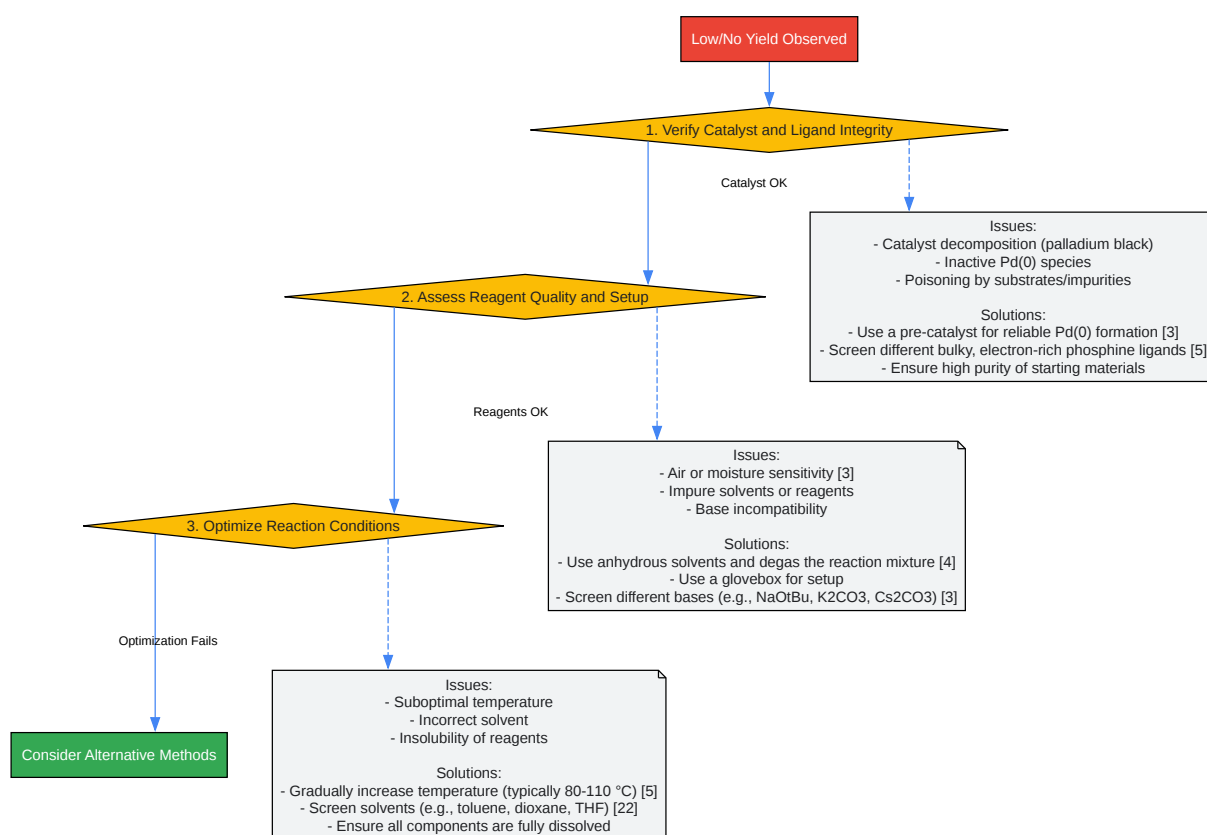 Low/No Yield Observed
1. Verify Catalyst and Ligand Integrity
Catalyst OK
Issues:
- Catalyst decomposition (palladium black)
- Inactive Pd(0) species
- Poisoning by substrates/impurities
Solutions:
- Use a pre-catalyst for reliable Pd(0) formation [3]
- Screen different bulky, electron-rich phosphine ligands [5]
- Ensure high purity of starting materials
2. Assess Reagent Quality and Setup
Reagents OK
Issues:
- Air or moisture sensitivity [3]
- Impure solvents or reagents
- Base incompatibility
Solutions:
- Use anhydrous solvents and degas the reaction mixture [4]
- Use a glovebox for setup
- Screen different bases (e.g., NaOtBu, K2CO3, Cs2CO3) [3]
3. Optimize Reaction Conditions
Optimization Fails
Issues:
- Suboptimal temperature
- Incorrect solvent
- Insolubility of reagents
Solutions:
- Gradually increase temperature (typically 80-110 °C) [5]
- Screen solvents (e.g., toluene, dioxane, THF) [22]
- Ensure all components are fully dissolved
Consider Alternative Methods